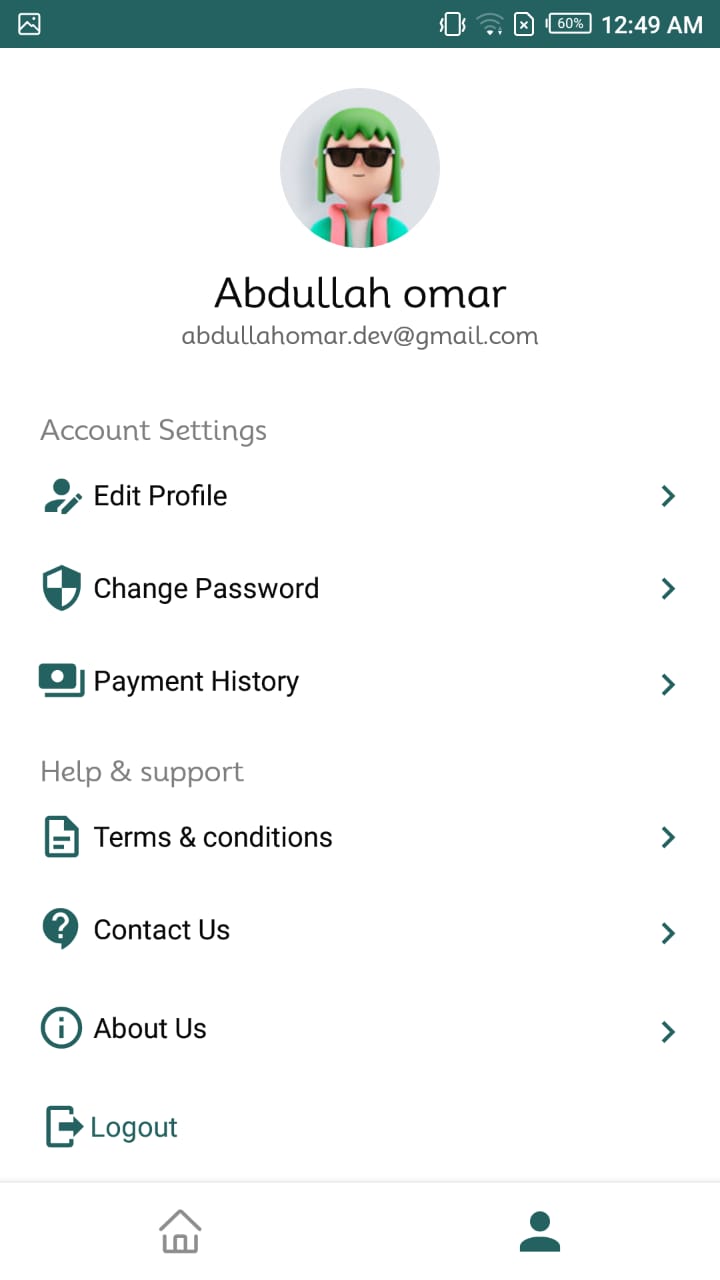 60% 12:49 AM
Abdullah omar
abdullahomar.dev@gmail.com
Account Settings
Edit Profile
Change Password
Payment History
Help & support
Terms & conditions
Contact Us
About Us
Logout